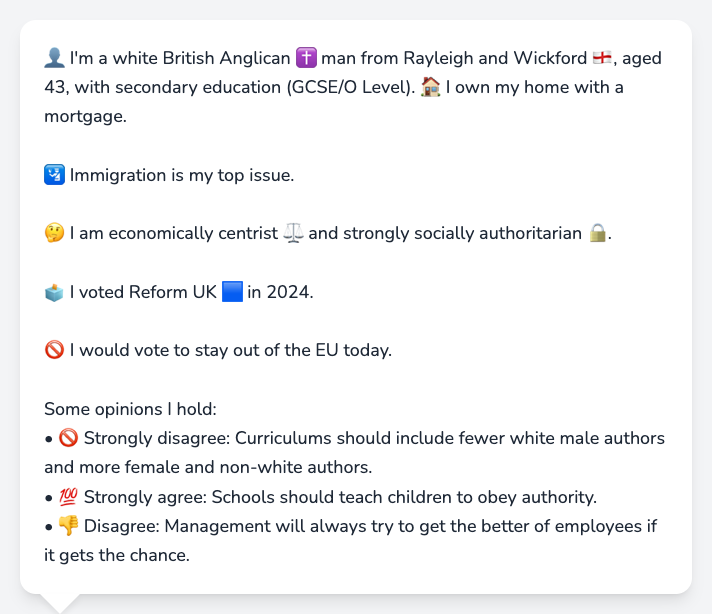 👤 I'm a white British Anglican ✝️ man from Rayleigh and Wickford 🏴󠁧󠁢󠁥󠁮󠁧󠁿, aged
43, with secondary education (GCSE/O Level). 🏠 I own my home with a
mortgage.
🛂 Immigration is my top issue.
🤔 I am economically centrist ⚖️ and strongly socially authoritarian 🔒.
🗳️ I voted Reform UK 🟦 in 2024.
🚫 I would vote to stay out of the EU today.
Some opinions I hold:
• 🚫 Strongly disagree: Curriculums should include fewer white male authors
and more female and non-white authors.
• 💯 Strongly agree: Schools should teach children to obey authority.
• 👎 Disagree: Management will always try to get the better of employees if
it gets the chance.